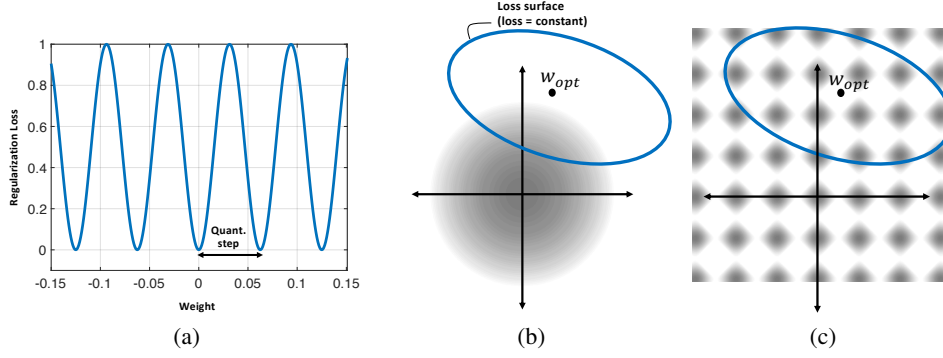 Regularization Loss
1
0.8
0.6
0.4
0.2
0
Quant.
step
-0.15 -0.1 -0.05 0 0.05 0.1 0.15
Weight
(a)
Loss surface
(loss = constant)
w_opt
(b)
w_opt
(c)